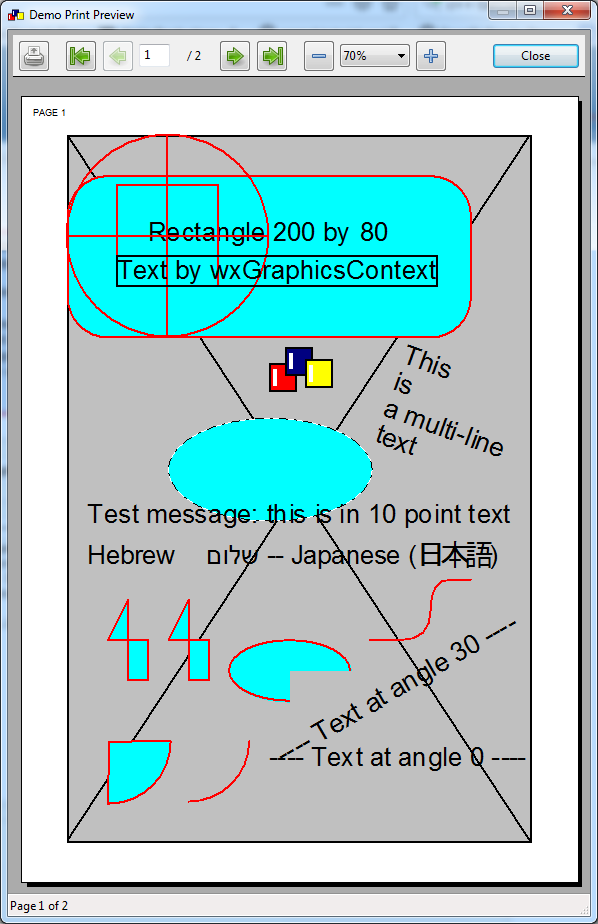 Demo Print Preview
1 / 2 70% Close
PAGE 1
Rectangle 200 by 80
Text by wxGraphicsContext
This
is
a multi-line
text
Test message: this is in 10 point text
Hebrew שלום -- Japanese (日本語)
---- Text at angle 30 ----
---- Text at angle 0 ----
Page 1 of 2